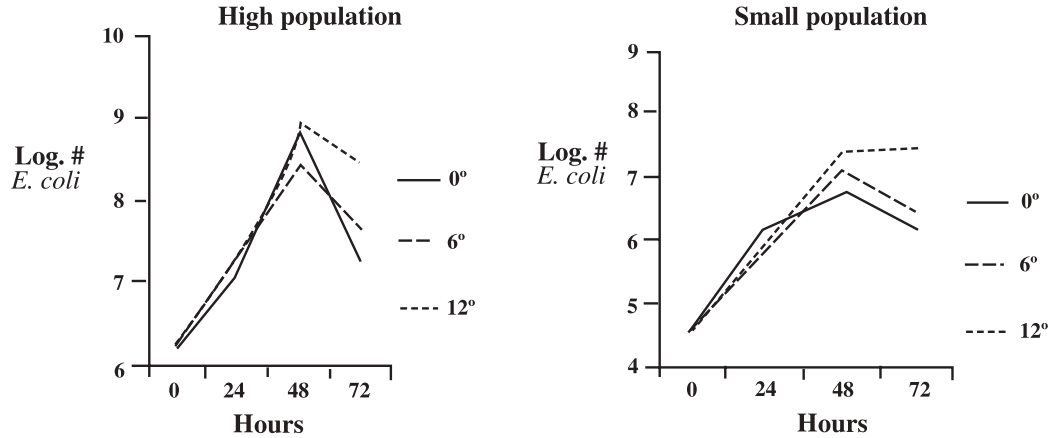 High population
10
9
8
7
6
Log. #
E. coli
0 24 48 72
Hours
0º
6º
12º
Small population
9
8
7
6
5
4
Log. #
E. coli
0 24 48 72
Hours
0º
6º
12º